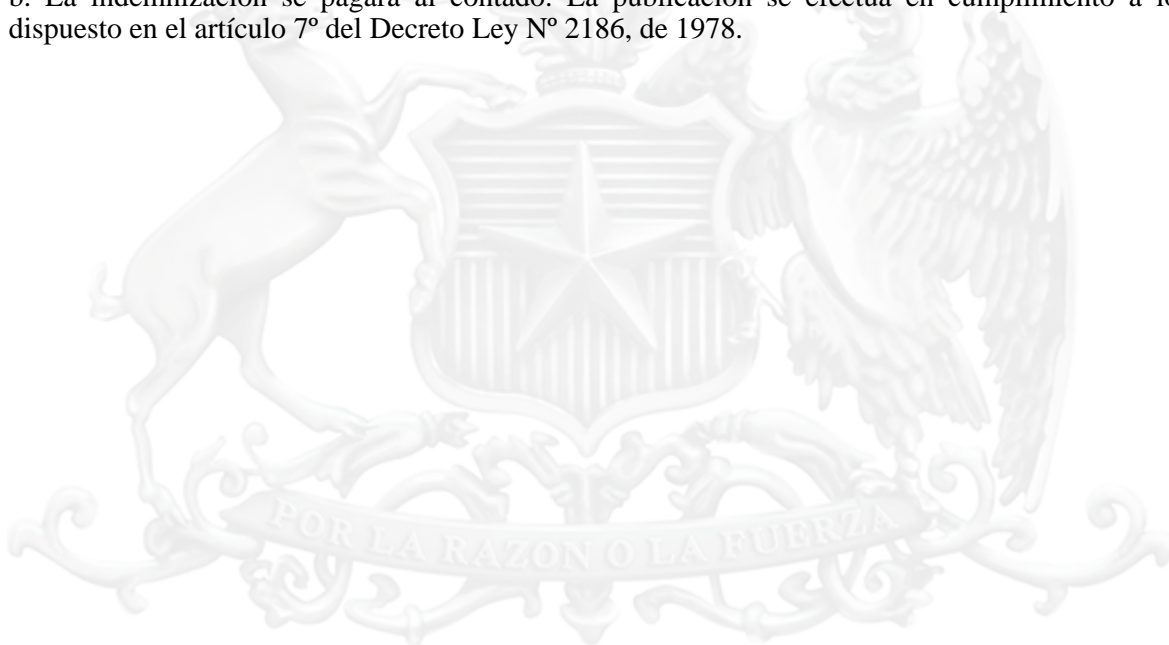 b. La indemnización se pagará al contado. La publicación se efectúa en cumplimiento a lo
dispuesto en el artículo 7º del Decreto Ley Nº 2186, de 1978.
POR LA RAZON O LA FUERZA